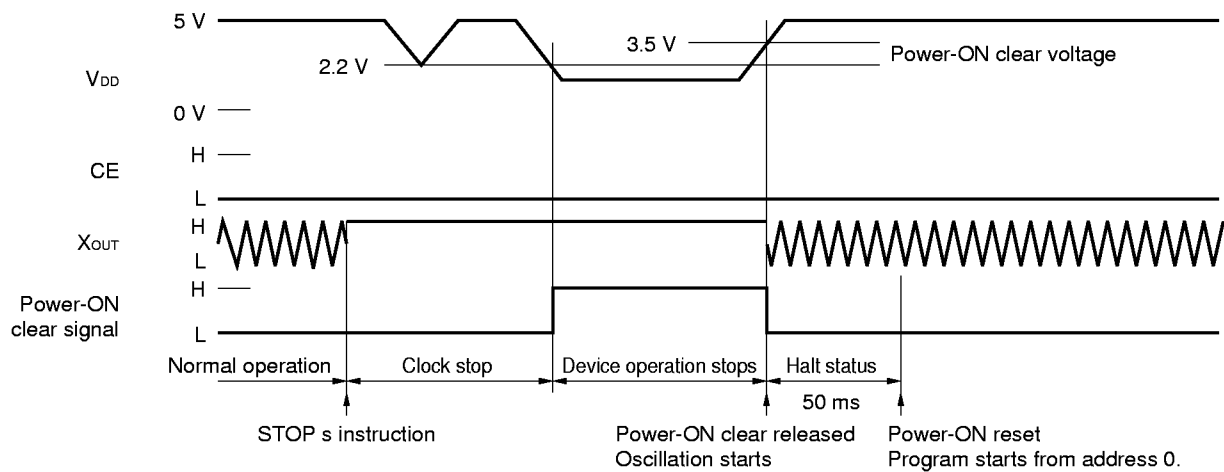 5 V
3.5 V
Power-ON clear voltage
2.2 V
VDD
0 V
H
CE
L
H
XOUT
L
H
Power-ON
clear signal
L
Normal operation
Clock stop
Device operation stops
Halt status
50 ms
STOP s instruction
Power-ON clear released
Oscillation starts
Power-ON reset
Program starts from address 0.